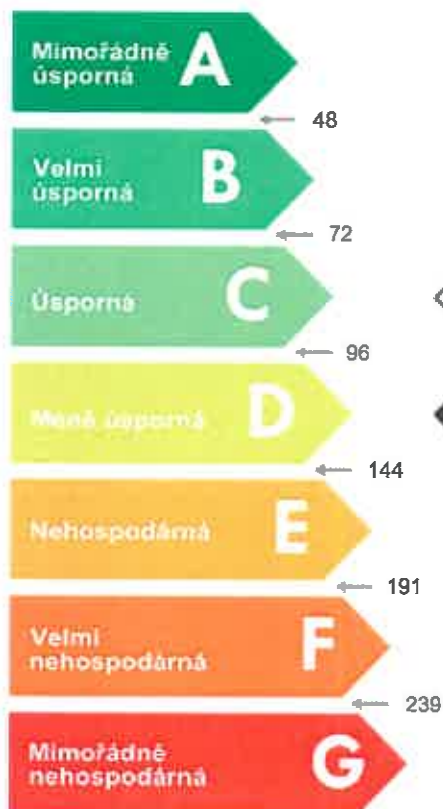 Mimořádně
úsporná
A
48
Velmi
úsporná
B
72
Úsporná
C
96
Méně úsporná
D
144
Nehospodárná
E
191
Velmi
nehospodárná
F
239
Mimořádně
nehospodárná
G